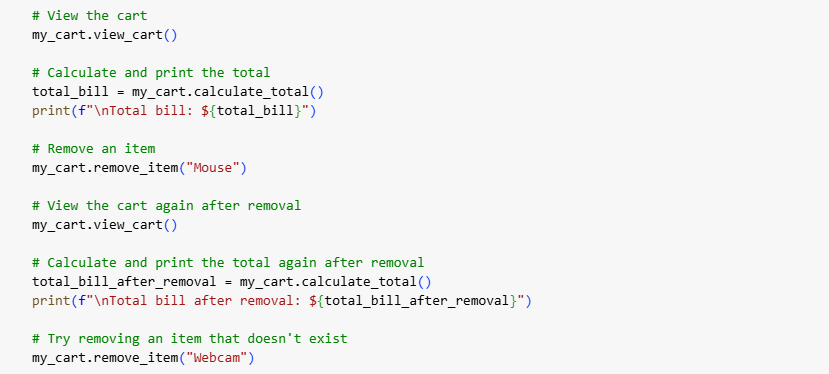 # View the cart
my_cart.view_cart()
# Calculate and print the total
total_bill = my_cart.calculate_total()
print(f"\nTotal bill: ${total_bill}")
# Remove an item
my_cart.remove_item("Mouse")
# View the cart again after removal
my_cart.view_cart()
# Calculate and print the total again after removal
total_bill_after_removal = my_cart.calculate_total()
print(f"\nTotal bill after removal: ${total_bill_after_removal}")
# Try removing an item that doesn't exist
my_cart.remove_item("Webcam")